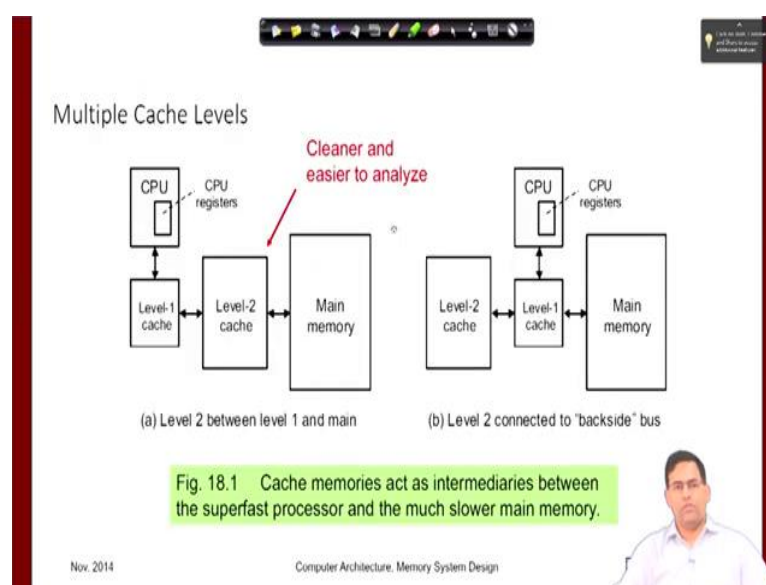 Multiple Cache Levels
Cleaner and
easier to analyze
CPU
CPU
registers
Level-1
cache
Level-2
cache
Main
memory
(a) Level 2 between level 1 and main
CPU
CPU
registers
Level-2
cache
Level-1
cache
Main
memory
(b) Level 2 connected to "backside" bus
Fig. 18.1 Cache memories act as intermediaries between
the superfast processor and the much slower main memory.
Nov. 2014
Computer Architecture, Memory System Design